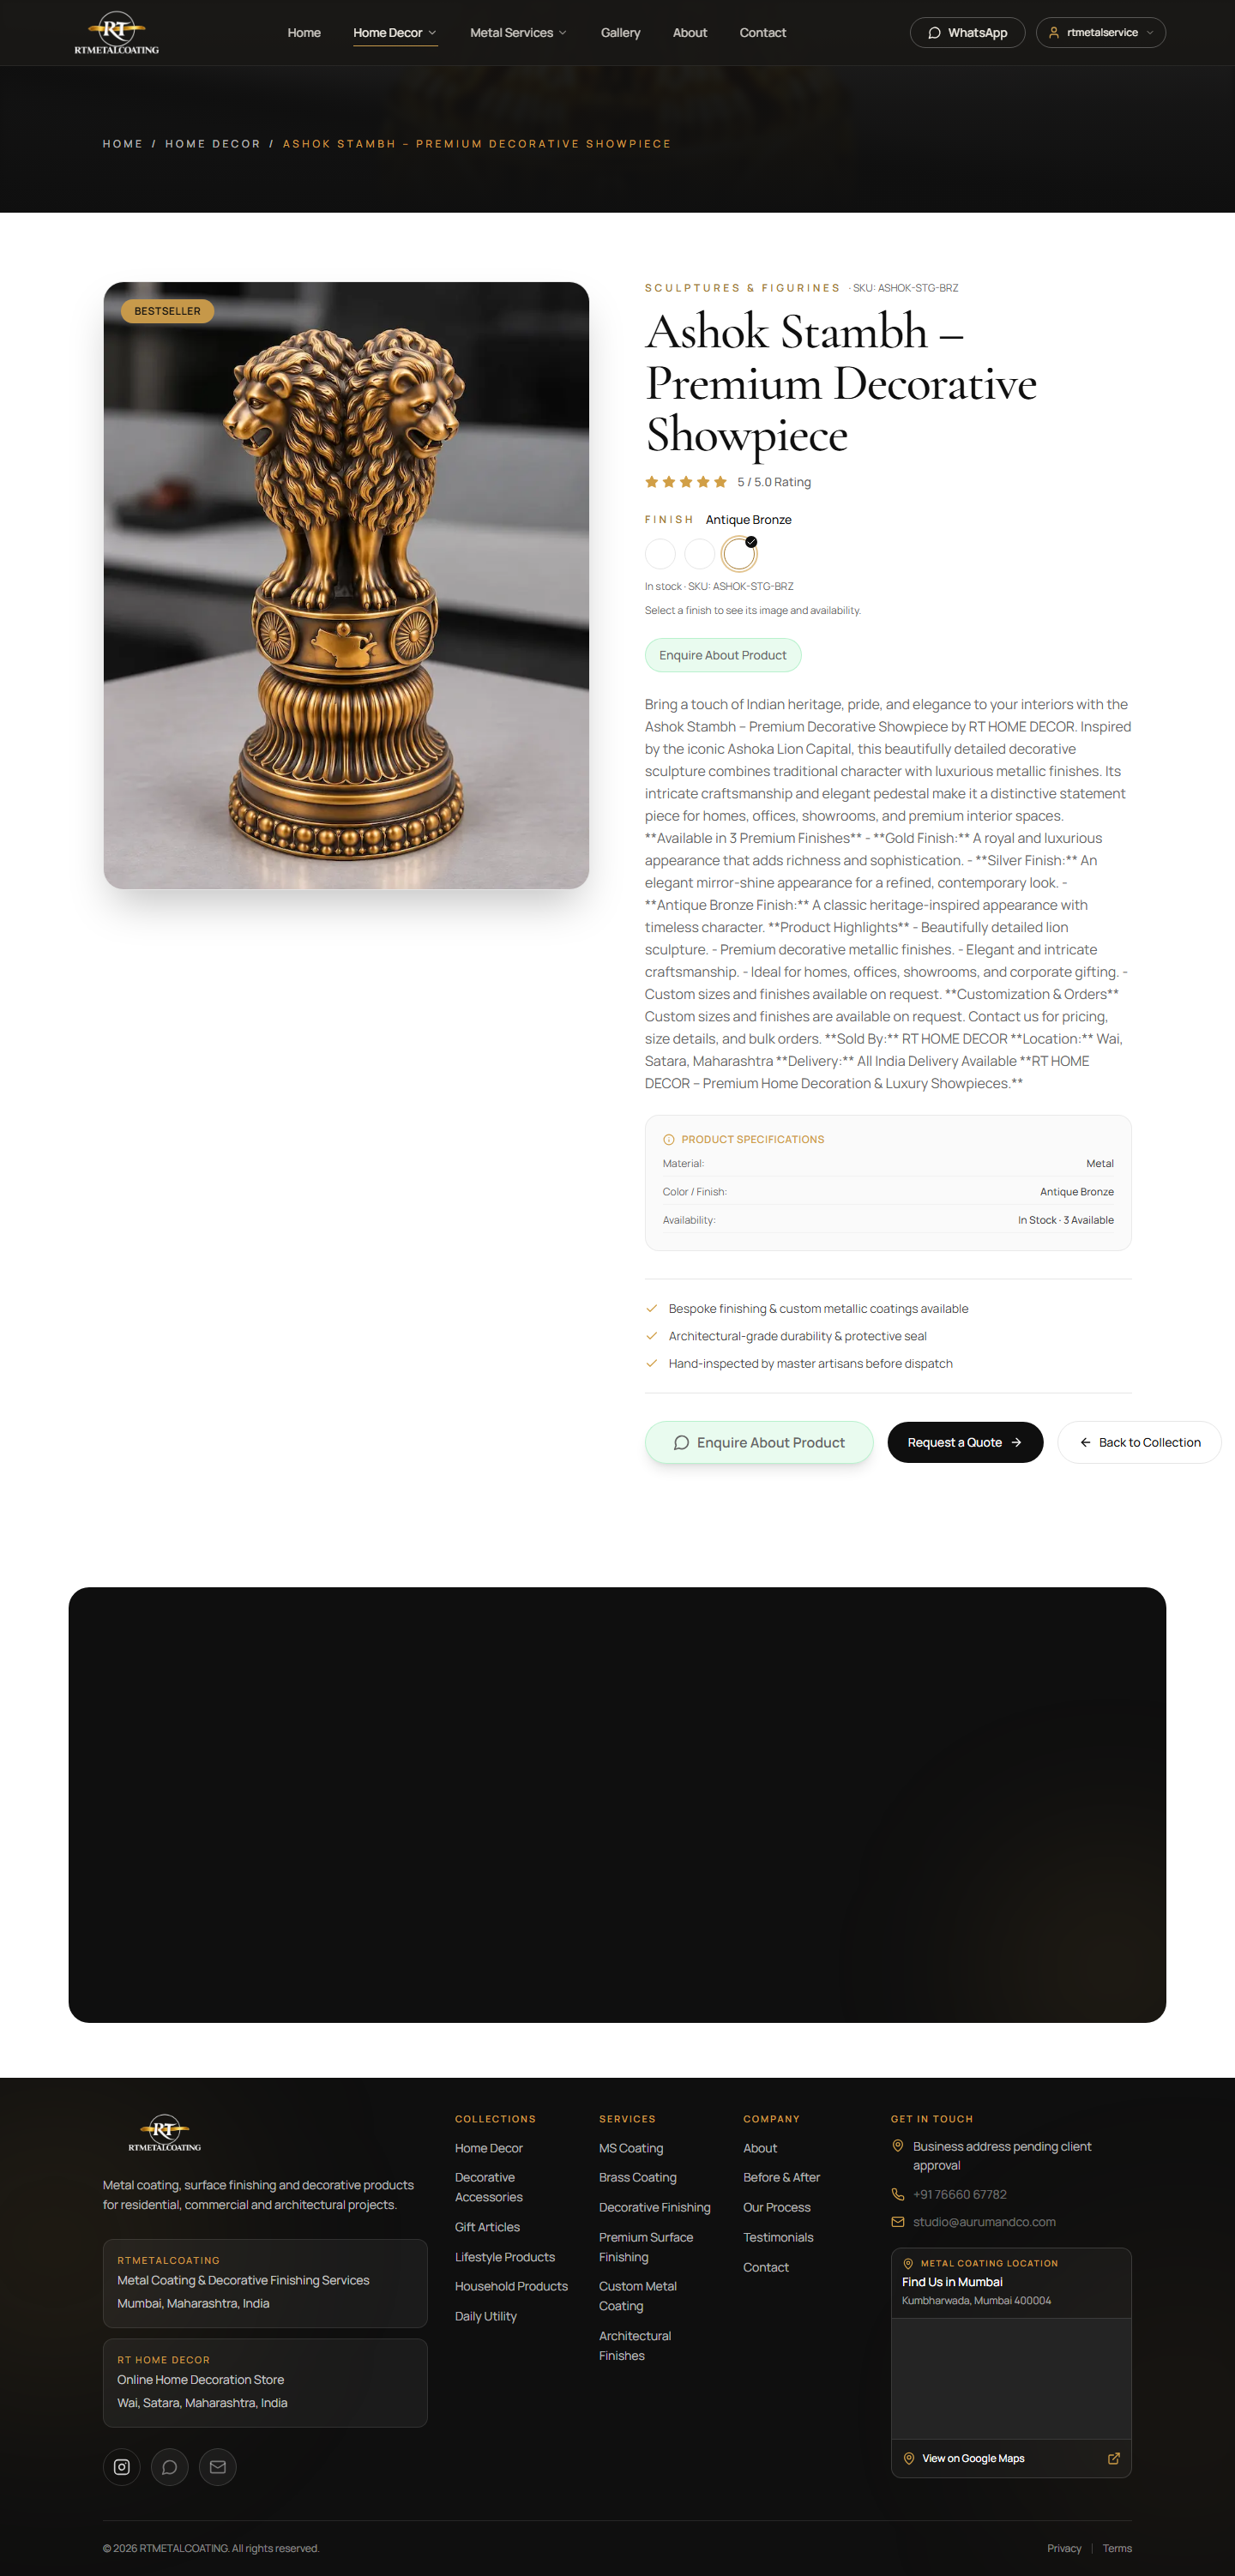 RT
RTMETALCOATING
Home
Home Decor
Metal Services
Gallery
About
Contact
WhatsApp
rtmetalservice
HOME / HOME DECOR / ASHOK STAMBH – PREMIUM DECORATIVE SHOWPIECE
BESTSELLER
SCULPTURES & FIGURINES · SKU: ASHOK-STG-BRZ
Ashok Stambh –
Premium Decorative
Showpiece
5 / 5.0 Rating
FINISH Antique Bronze
In stock · SKU: ASHOK-STG-BRZ
Select a finish to see its image and availability.
Enquire About Product
Bring a touch of Indian heritage, pride, and elegance to your interiors with the
Ashok Stambh – Premium Decorative Showpiece by RT HOME DECOR. Inspired
by the iconic Ashoka Lion Capital, this beautifully detailed decorative
sculpture combines traditional character with luxurious metallic finishes. Its
intricate craftsmanship and elegant pedestal make it a distinctive statement
piece for homes, offices, showrooms, and premium interior spaces.
**Available in 3 Premium Finishes** - **Gold Finish:** A royal and luxurious
appearance that adds richness and sophistication. - **Silver Finish:** An
elegant mirror-shine appearance for a refined, contemporary look. -
**Antique Bronze Finish:** A classic heritage-inspired appearance with
timeless character. **Product Highlights** - Beautifully detailed lion
sculpture. - Premium decorative metallic finishes. - Elegant and intricate
craftsmanship. - Ideal for homes, offices, showrooms, and corporate gifting. -
Custom sizes and finishes available on request. **Customization & Orders**
Custom sizes and finishes are available on request. Contact us for pricing,
size details, and bulk orders. **Sold By:** RT HOME DECOR **Location:** Wai,
Satara, Maharashtra **Delivery:** All India Delivery Available **RT HOME
DECOR – Premium Home Decoration & Luxury Showpieces.**
PRODUCT SPECIFICATIONS
Material: Metal
Color / Finish: Antique Bronze
Availability: In Stock · 3 Available
Bespoke finishing & custom metallic coatings available
Architectural-grade durability & protective seal
Hand-inspected by master artisans before dispatch
Enquire About Product
Request a Quote
Back to Collection
RT
RTMETALCOATING
Metal coating, surface finishing and decorative products
for residential, commercial and architectural projects.
RTMETALCOATING
Metal Coating & Decorative Finishing Services
Mumbai, Maharashtra, India
RT HOME DECOR
Online Home Decoration Store
Wai, Satara, Maharashtra, India
COLLECTIONS
Home Decor
Decorative
Accessories
Gift Articles
Lifestyle Products
Household Products
Daily Utility
SERVICES
MS Coating
Brass Coating
Decorative Finishing
Premium Surface
Finishing
Custom Metal
Coating
Architectural
Finishes
COMPANY
About
Before & After
Our Process
Testimonials
Contact
GET IN TOUCH
Business address pending client
approval
+91 76660 67782
studio@aurumandco.com
METAL COATING LOCATION
Find Us in Mumbai
Kumbharwada, Mumbai 400004
View on Google Maps
© 2026 RTMETALCOATING. All rights reserved.
Privacy | Terms